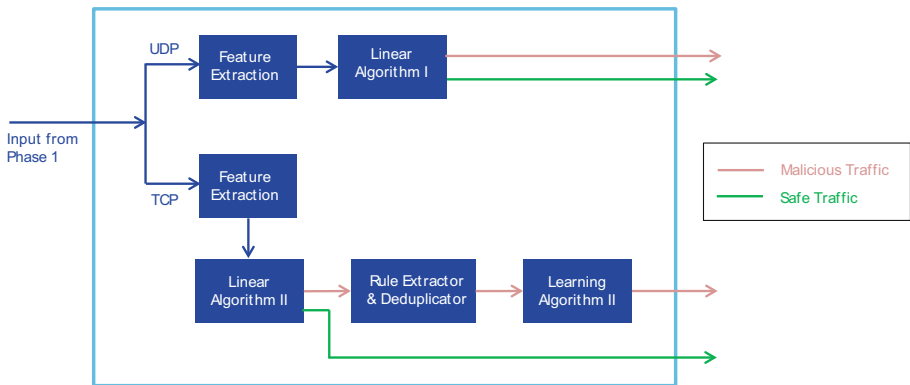 UDP
Feature
Extraction
Linear
Algorithm I
Input from
Phase 1
TCP
Feature
Extraction
Malicious Traffic
Safe Traffic
Linear
Algorithm II
Rule Extractor
& Deduplicator
Learning
Algorithm II